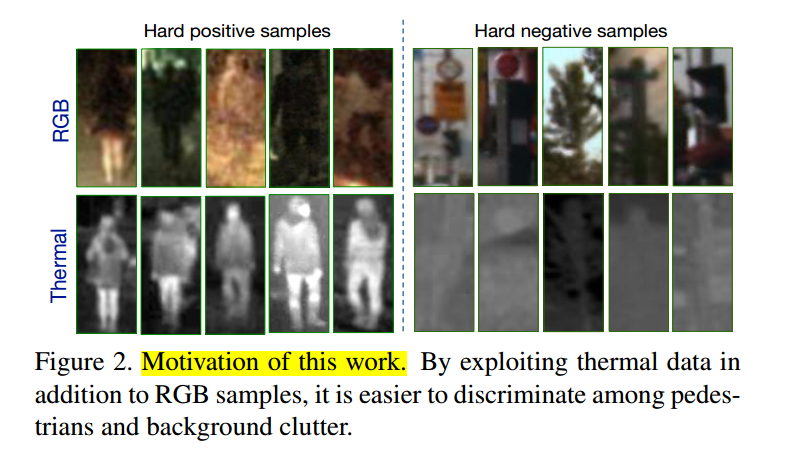 Hard positive samples
Hard negative samples
RGB
Thermal
Figure 2. Motivation of this work. By exploiting thermal data in
addition to RGB samples, it is easier to discriminate among pedes-
trians and background clutter.